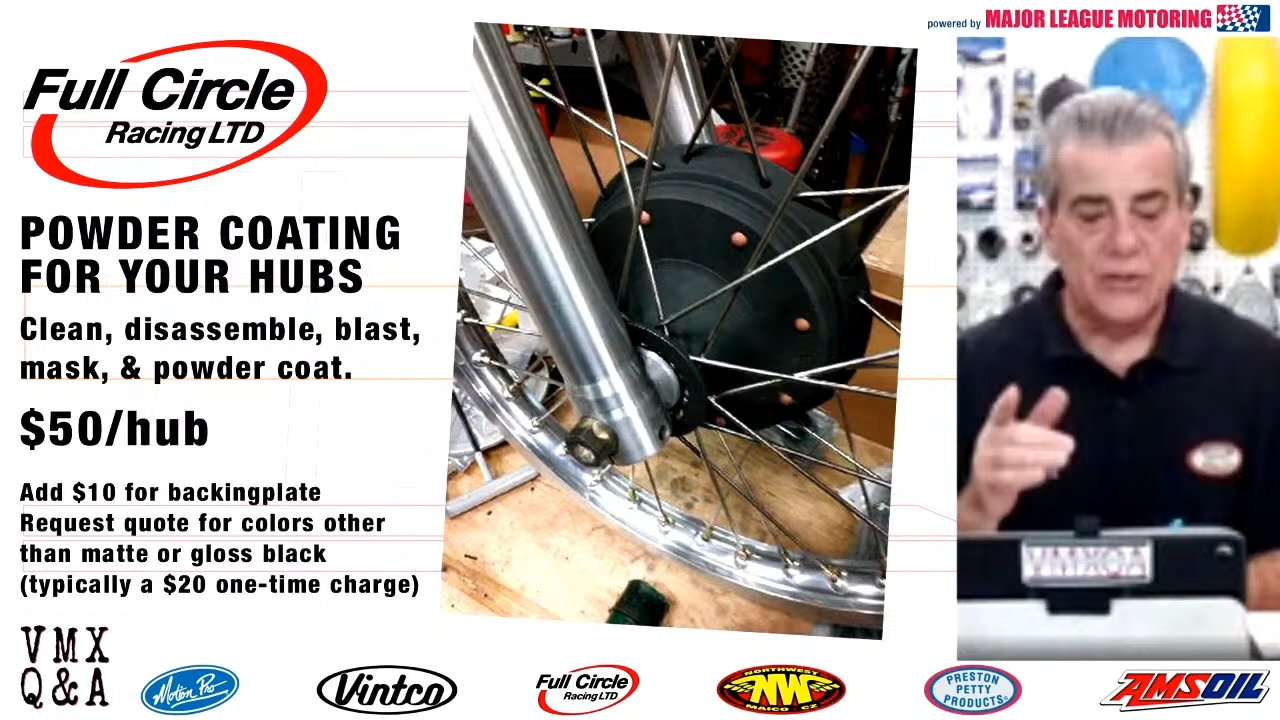 powered by MAJOR LEAGUE MOTORING
Full Circle
Racing LTD
POWDER COATING
FOR YOUR HUBS
Clean, disassemble, blast,
mask, & powder coat.
$50/hub
Add $10 for backingplate
Request quote for colors other
than matte or gloss black
(typically a $20 one-time charge)
VMX
Q&A
Motion Pro
Vintco
Full Circle
Racing LTD
NORTHWEST
NW
MAICO - CZ
PRESTON
PETTY
PRODUCTS
AMSOIL